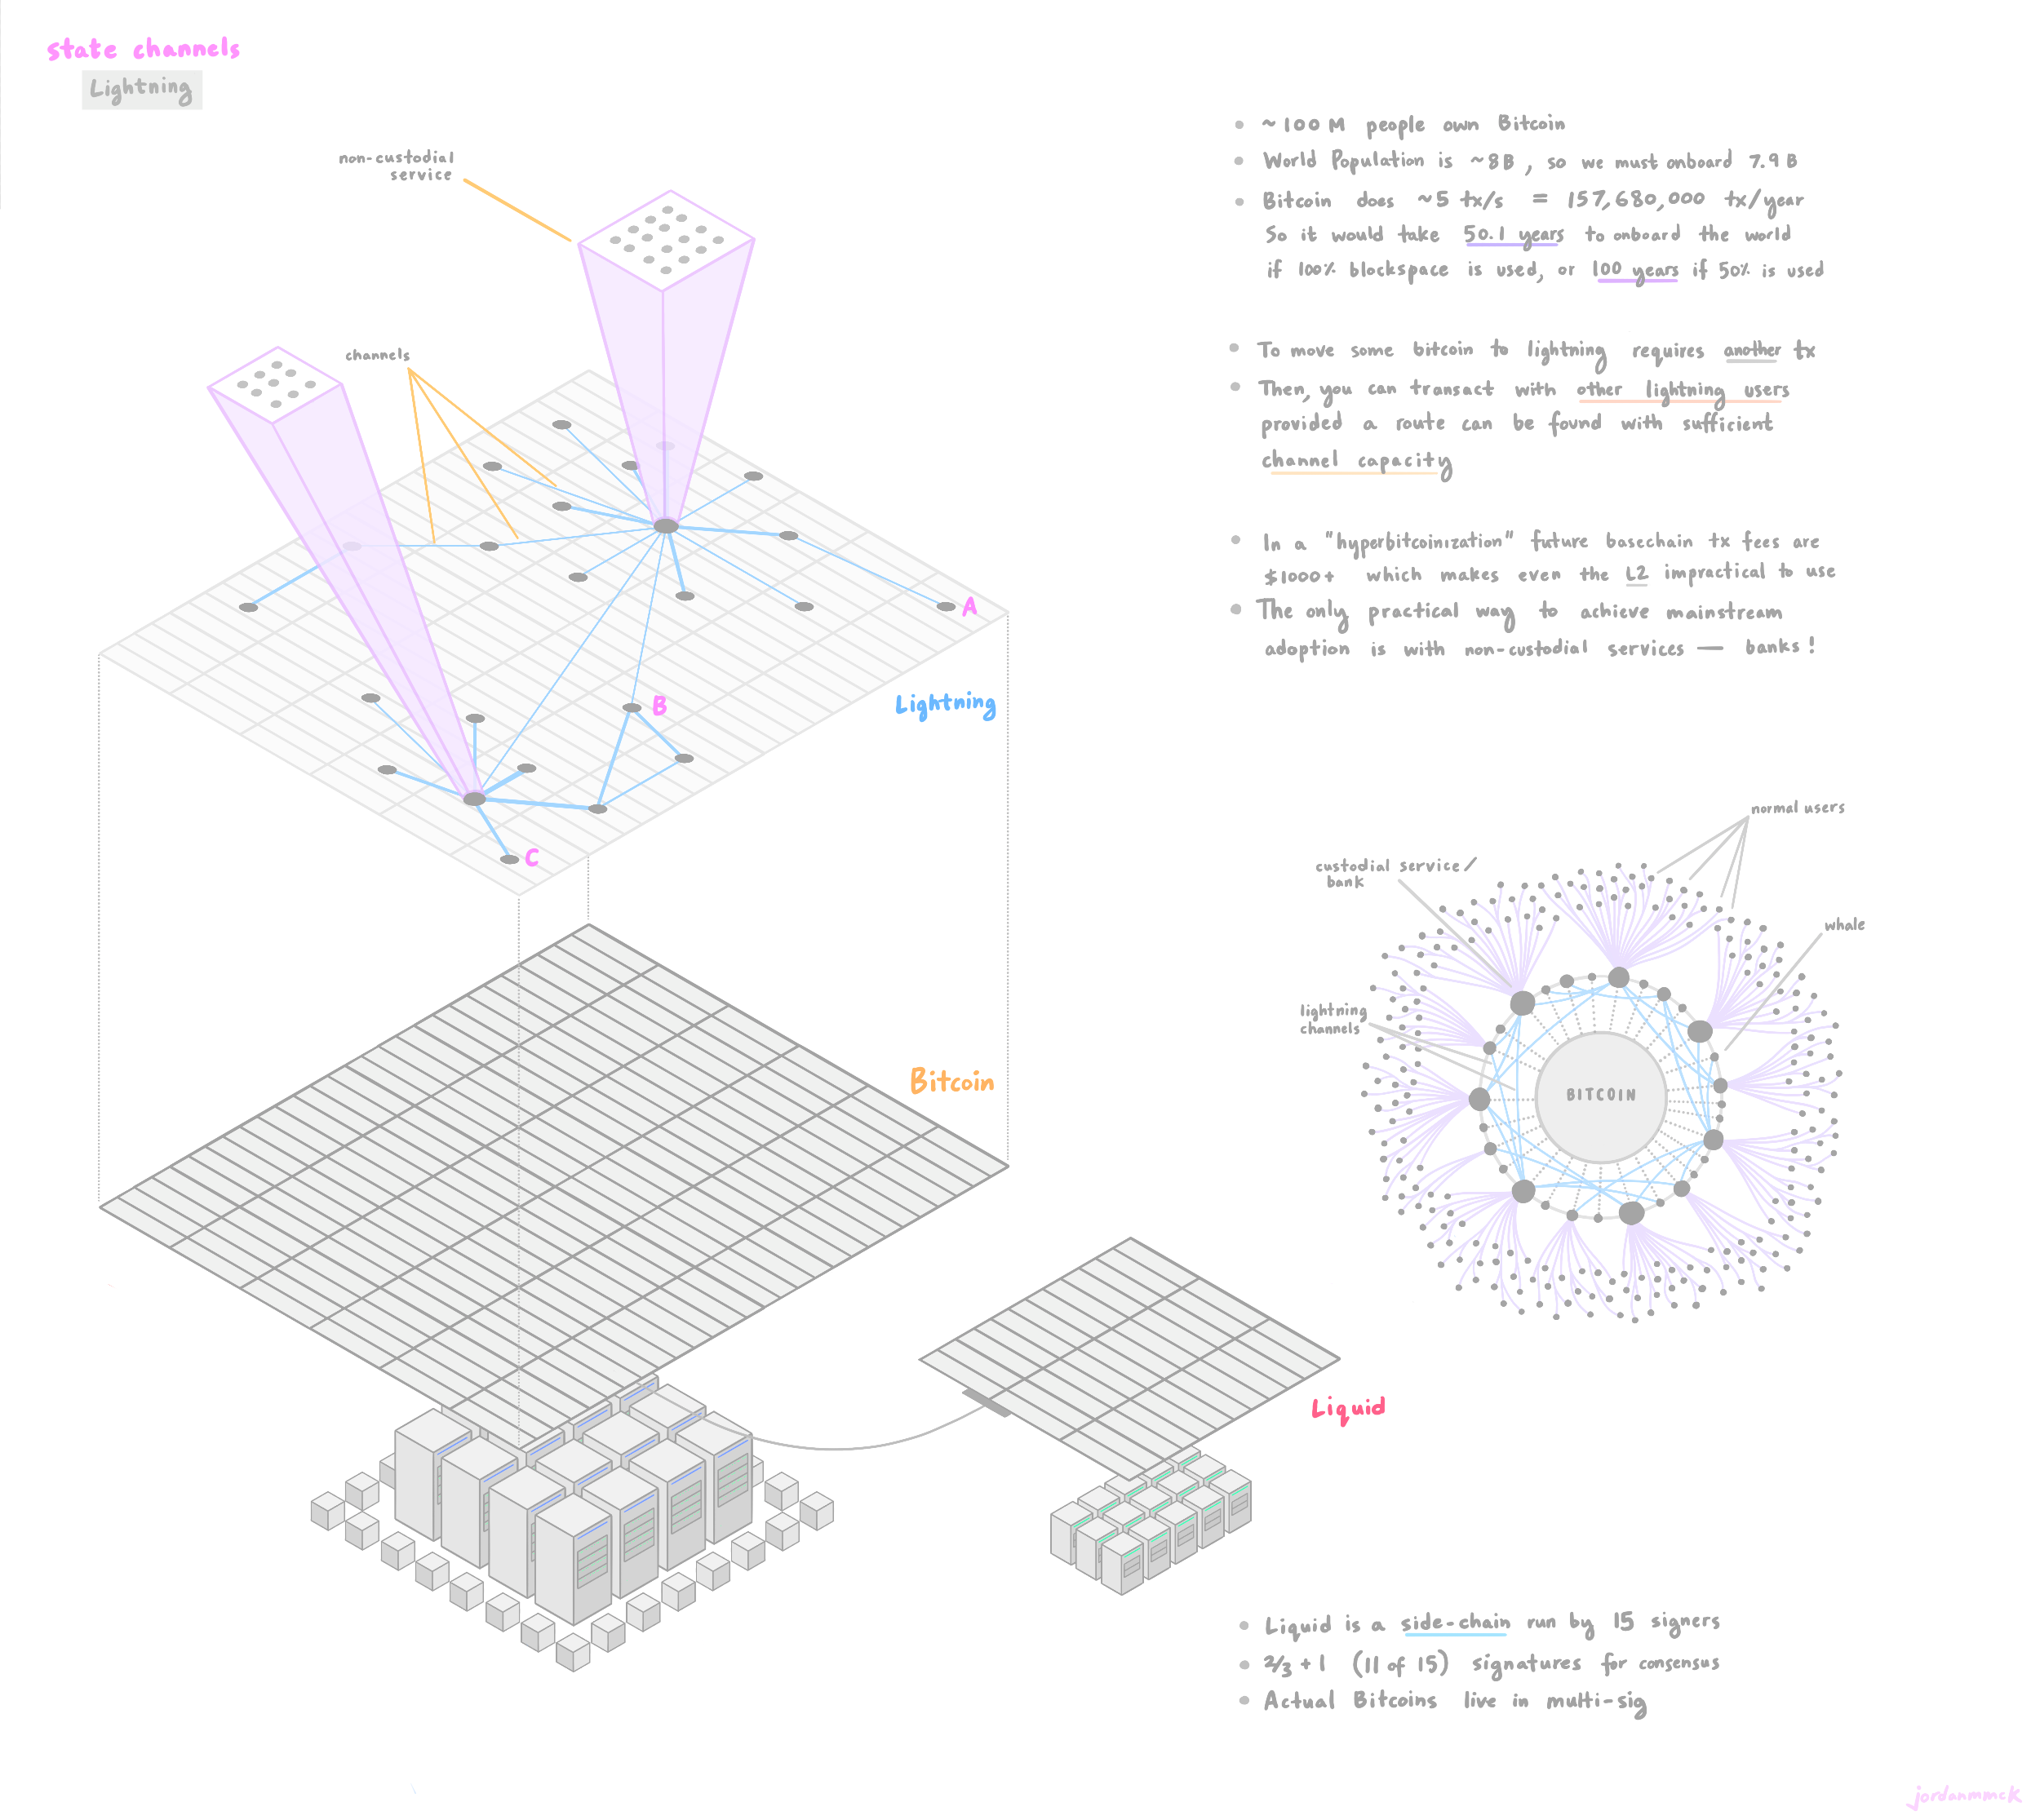 State channels
Lightning
non-custodial
service
channels
A
B
C
Lightning
Bitcoin
Liquid
• ~100M people own Bitcoin
• World Population is ~8B, so we must onboard 7.9B
• Bitcoin does ~5 tx/s = 157,680,000 tx/year
So it would take 50.1 years to onboard the world
if 100% blockspace is used, or 100 years if 50% is used
• To move some bitcoin to lightning requires another tx
• Then, you can transact with other lightning users
provided a route can be found with sufficient
channel capacity
• In a "hyperbitcoinization" future basechain tx fees are
$1000+ which makes even the L2 impractical to use
• The only practical way to achieve mainstream
adoption is with non-custodial services — banks!
normal users
custodial service/
bank
whale
lightning
channels
BITCOIN
• Liquid is a side-chain run by 15 signers
• 2/3+1 (11 of 15) signatures for consensus
• Actual Bitcoins live in multi-sig
jordanmmck